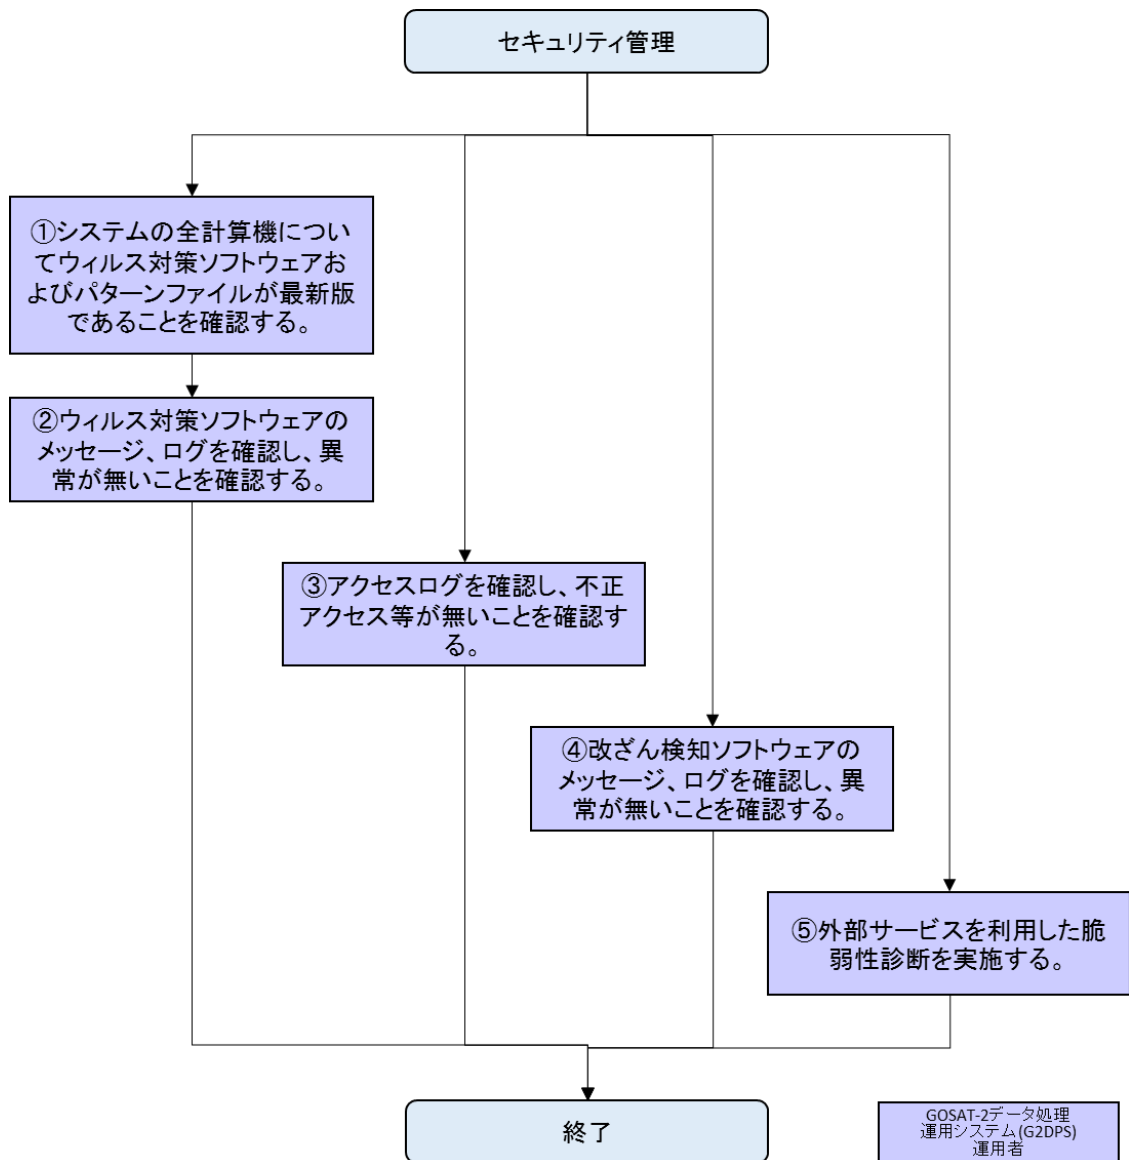 セキュリティ管理
①システムの全計算機につい
てウィルス対策ソフトウェアお
よびパターンファイルが最新版
であることを確認する。
②ウィルス対策ソフトウェアの
メッセージ、ログを確認し、異
常が無いことを確認する。
③アクセスログを確認し、不正
アクセス等が無いことを確認す
る。
④改ざん検知ソフトウェアの
メッセージ、ログを確認し、異
常が無いことを確認する。
⑤外部サービスを利用した脆
弱性診断を実施する。
終了
GOSAT-2データ処理
運用システム(G2DPS)
運用者